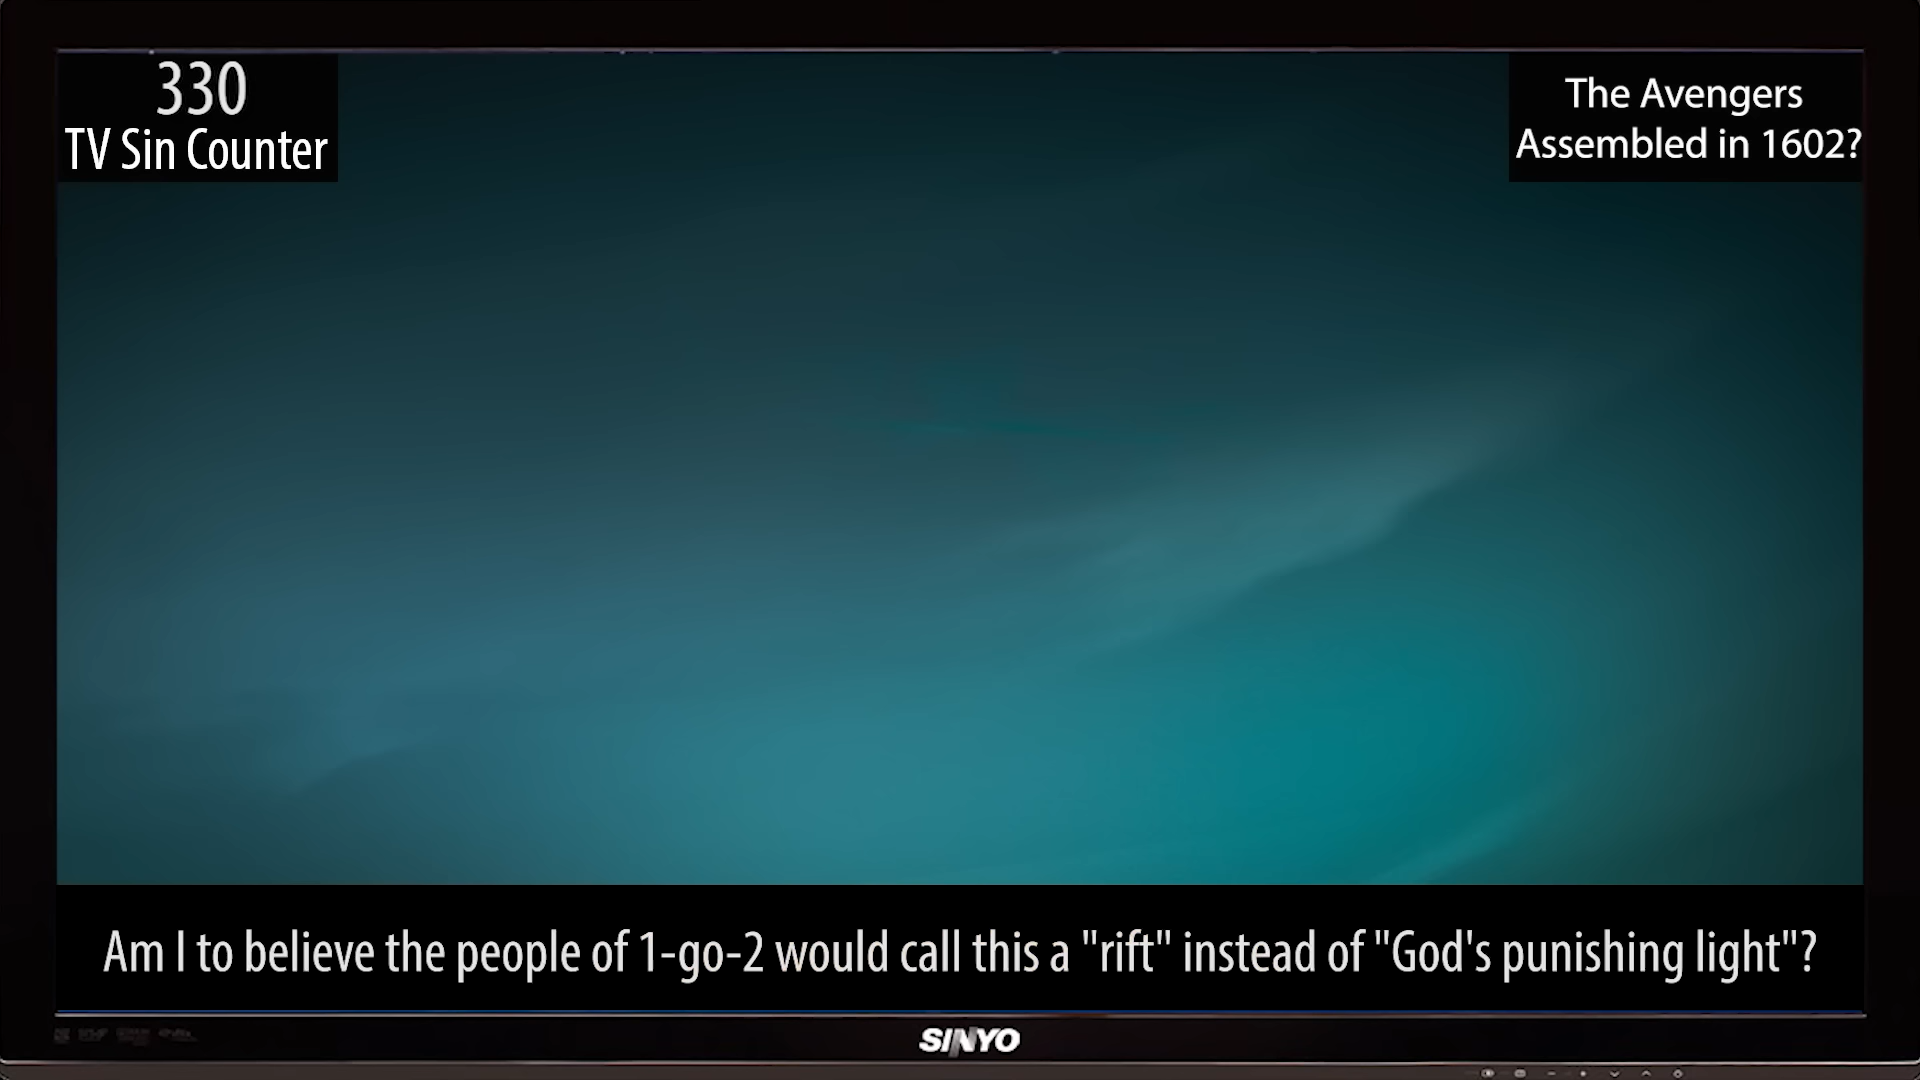 330
TV Sin Counter
The Avengers
Assembled in 1602?
Am I to believe the people of 1-go-2 would call this a "rift" instead of "God's punishing light"?
SINYO